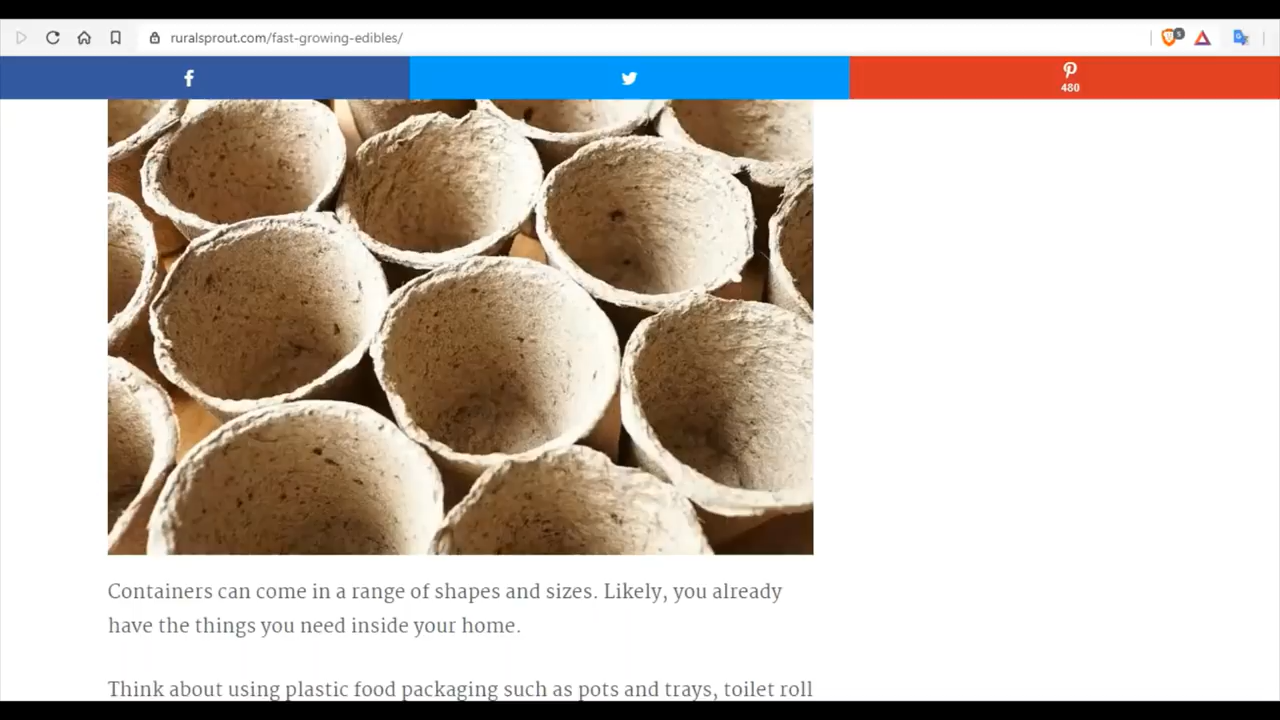 ruralsprout.com/fast-growing-edibles/
5
480
Containers can come in a range of shapes and sizes. Likely, you already
have the things you need inside your home.
Think about using plastic food packaging such as pots and trays, toilet roll